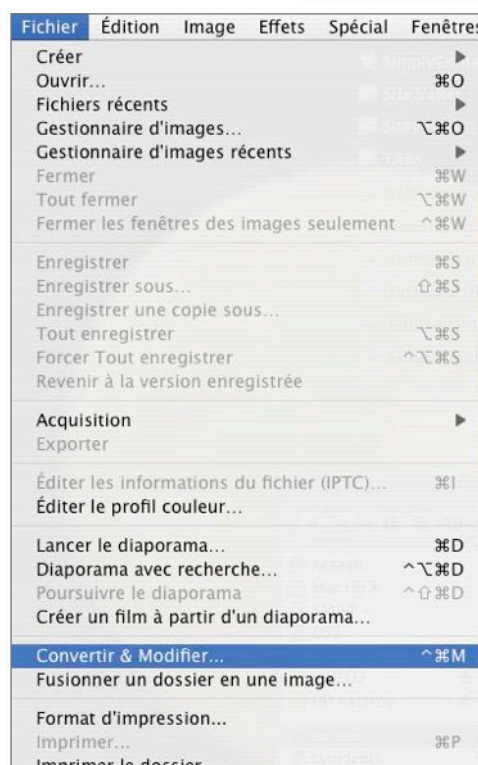 Fichier Édition Image Effets Spécial Fenêtres
Créer
Ouvrir... ⌘O
Fichiers récents
Gestionnaire d'images... ⌥⌘O
Gestionnaire d'images récents
Fermer ⌘W
Tout fermer ⌥⌘W
Fermer les fenêtres des images seulement ^⌘W
Enregistrer ⌘S
Enregistrer sous... ⇧⌘S
Enregistrer une copie sous...
Tout enregistrer ⌥⌘S
Forcer Tout enregistrer ^⌥⌘S
Revenir à la version enregistrée
Acquisition
Exporter
Éditer les informations du fichier (IPTC)... ⌘I
Éditer le profil couleur...
Lancer le diaporama... ⌘D
Diaporama avec recherche... ^⌥⌘D
Poursuivre le diaporama ^⇧⌘D
Créer un film à partir d'un diaporama...
Convertir & Modifier... ^⌘M
Fusionner un dossier en une image...
Format d'impression...
Imprimer... ⌘P
Imprimer le dossier